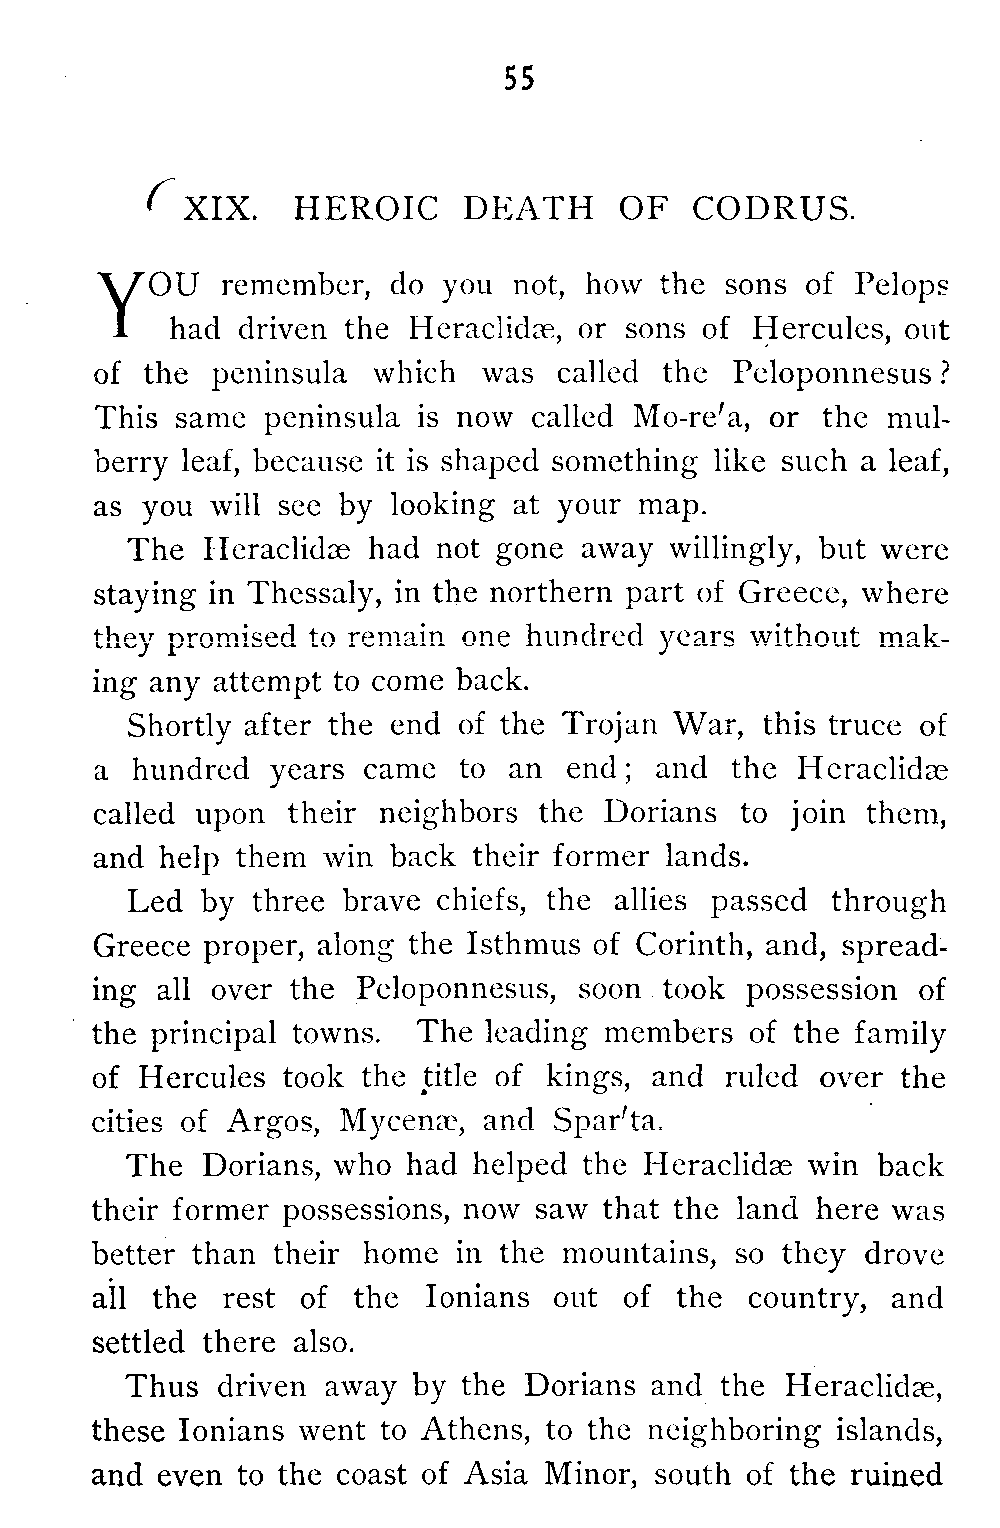 55
XIX. HEROIC DEATH OF CODRUS.
YOU remember, do you not, how the sons of Pelops
had driven the Heraclidæ, or sons of Hercules, out
of the peninsula which was called the Peloponnesus?
This same peninsula is now called Mo-re′a, or the mul-
berry leaf, because it is shaped something like such a leaf,
as you will see by looking at your map.
The Heraclidæ had not gone away willingly, but were
staying in Thessaly, in the northern part of Greece, where
they promised to remain one hundred years without mak-
ing any attempt to come back.
Shortly after the end of the Trojan War, this truce of
a hundred years came to an end; and the Heraclidæ
called upon their neighbors the Dorians to join them,
and help them win back their former lands.
Led by three brave chiefs, the allies passed through
Greece proper, along the Isthmus of Corinth, and, spread-
ing all over the Peloponnesus, soon took possession of
the principal towns. The leading members of the family
of Hercules took the title of kings, and ruled over the
cities of Argos, Mycenæ, and Spar′ta.
The Dorians, who had helped the Heraclidæ win back
their former possessions, now saw that the land here was
better than their home in the mountains, so they drove
all the rest of the Ionians out of the country, and
settled there also.
Thus driven away by the Dorians and the Heraclidæ,
these Ionians went to Athens, to the neighboring islands,
and even to the coast of Asia Minor, south of the ruined